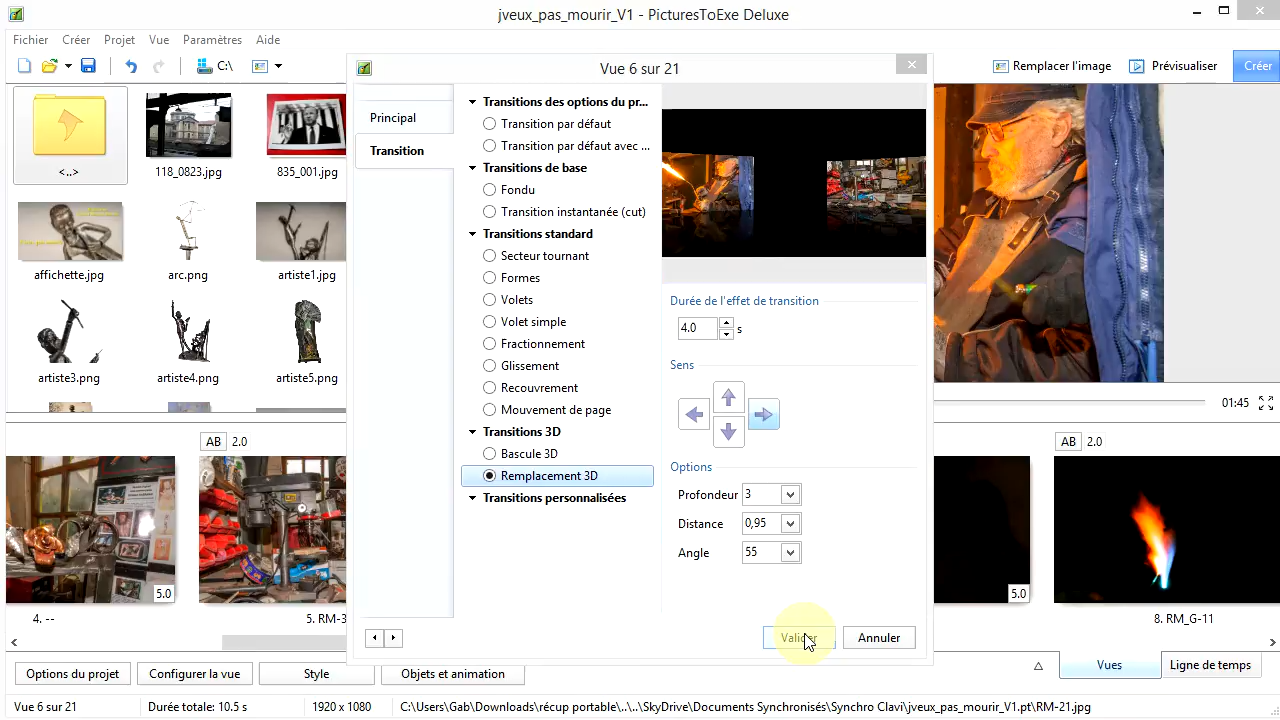 jveux_pas_mourir_V1 - PicturesToExe Deluxe
Fichier Créer Projet Vue Paramètres Aide
C:\ Remplacer l'image Prévisualiser Créer
Vue 6 sur 21
Principal
Transition
Transitions des options du pr...
Transition par défaut
Transition par défaut avec ...
Transitions de base
Fondu
Transition instantanée (cut)
Transitions standard
Secteur tournant
Formes
Volets
Volet simple
Fractionnement
Glissement
Recouvrement
Mouvement de page
Transitions 3D
Bascule 3D
Remplacement 3D
Transitions personnalisées
Durée de l'effet de transition
4.0 s
Sens
Options
Profondeur 3
Distance 0,95
Angle 55
Valider Annuler
<..> 118_0823.jpg 835_001.jpg
affichette.jpg arc.png artiste1.jpg
artiste3.png artiste4.png artiste5.png
01:45
AB 2.0 AB 2.0
5.0 5.0
4. -- 5. RM-3 8. RM_G-11
Options du projet Configurer la vue Style Objets et animation Vues Ligne de temps
Vue 6 sur 21 Durée totale: 10.5 s 1920 x 1080 C:\Users\Gab\Downloads\récup portable\..\..\SkyDrive\Documents Synchronisés\Synchro Clavi\jveux_pas_mourir_V1.pt\RM-21.jpg